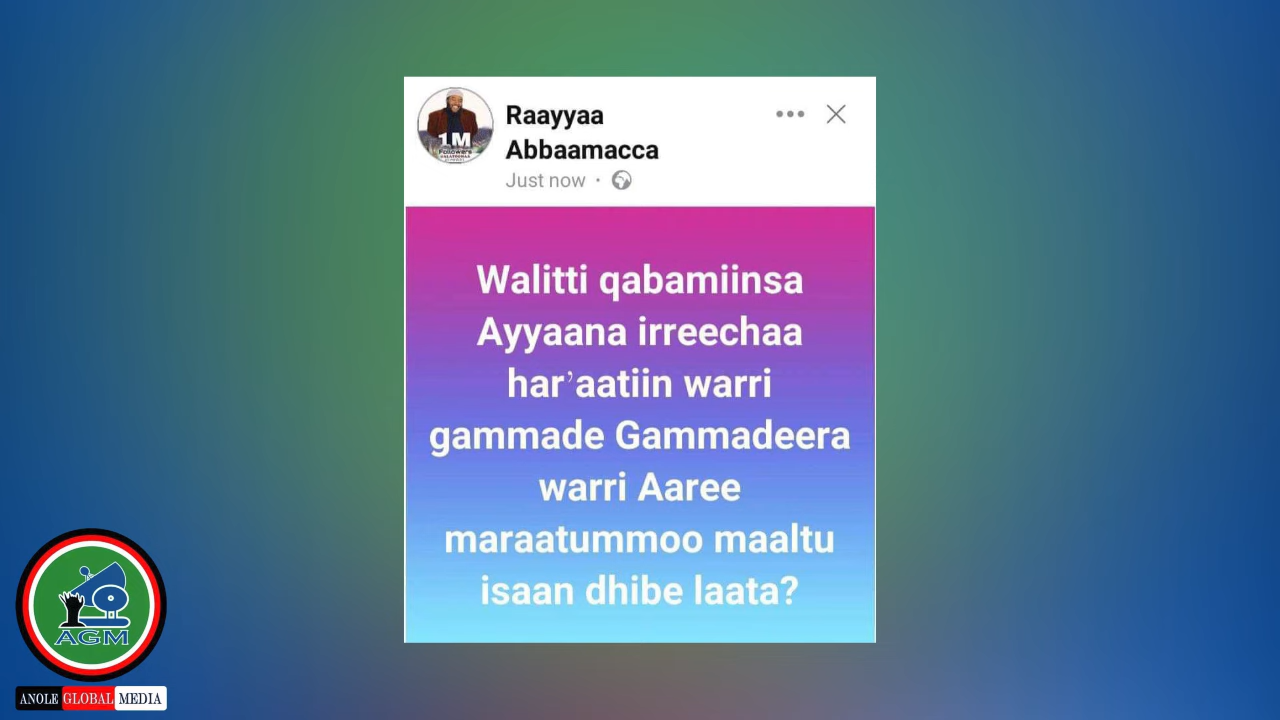 Raayyaa
Abbaamacca
Just now ·
1M
Followers
Walitti qabamiinsa
Ayyaana irreechaa
har’aatiin warri
gammade Gammadeera
warri Aaree
maraatummoo maaltu
isaan dhibe laata?
AGM
ANOLE GLOBAL MEDIA